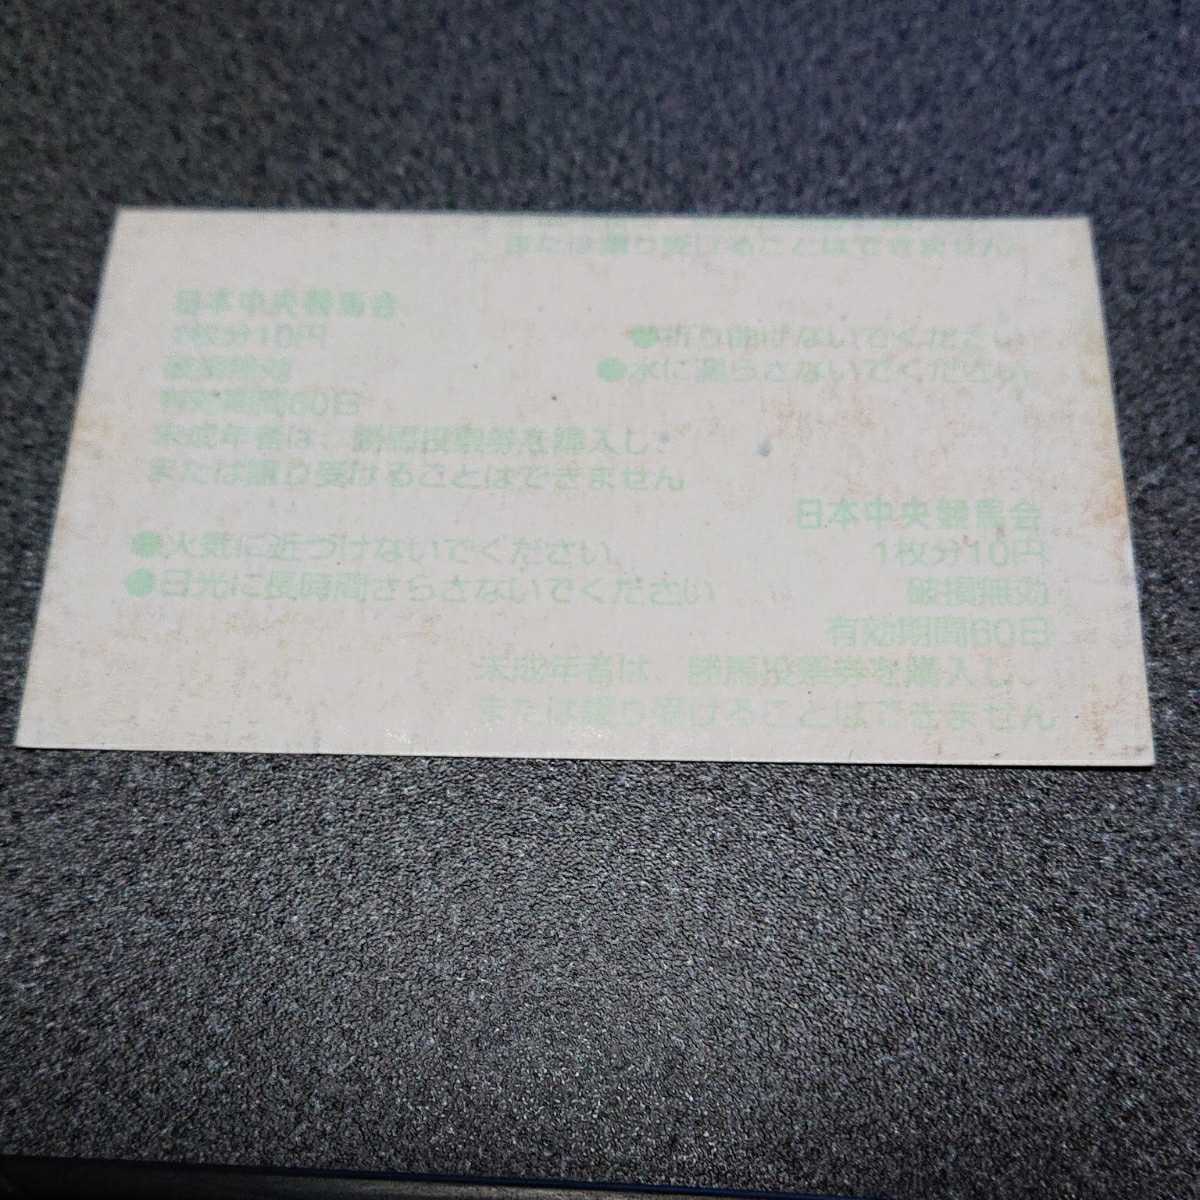 または譲り受けることはできません
日本中央競馬会
1枚分10円
破損無効
有効期間60日
未成年者は、勝馬投票券を購入し、
または譲り受けることはできません
●折り曲げないでください
●水に濡らさないでください
●火気に近づけないでください
●日光に長時間さらさないでください
日本中央競馬会
1枚分10円
破損無効
有効期間60日
未成年者は、勝馬投票券を購入し、
または譲り受けることはできません